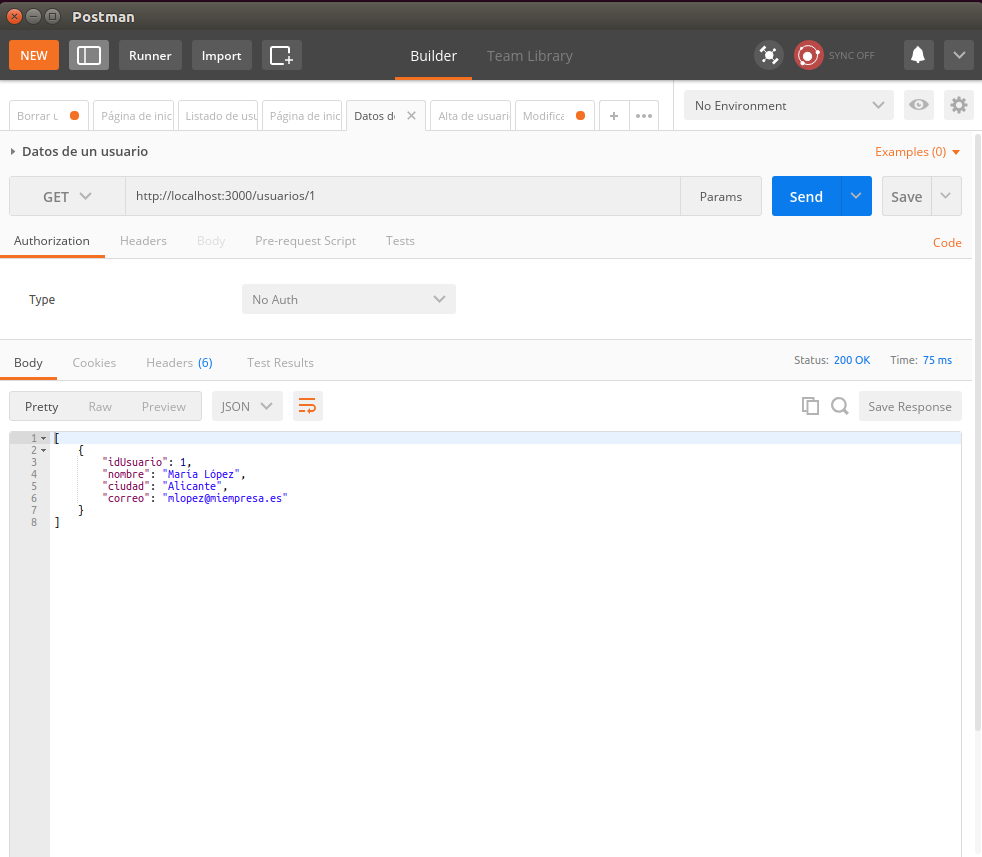 Postman
NEW Runner Import Builder Team Library SYNC OFF
Borrar u Página de inic Listado de usu Página de inic Datos de Alta de usuari Modifica + ••• No Environment
Datos de un usuario Examples (0)
GET http://localhost:3000/usuarios/1 Params Send Save
Authorization Headers Body Pre-request Script Tests Code
Type No Auth
Body Cookies Headers (6) Test Results Status: 200 OK Time: 75 ms
Pretty Raw Preview JSON Save Response
1 [
2 {
3 "idUsuario": 1,
4 "nombre": "María López",
5 "ciudad": "Alicante",
6 "correo": "mlopez@miempresa.es"
7 }
8 ]